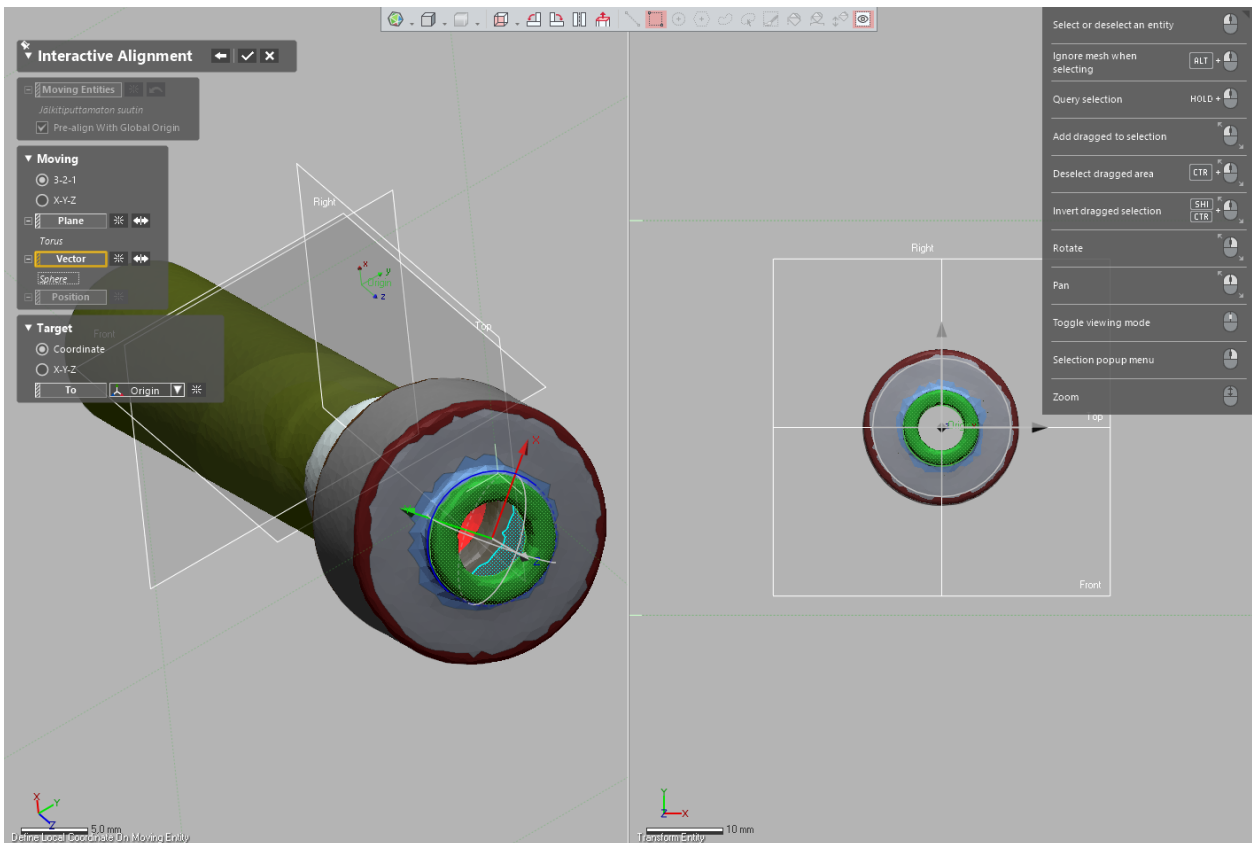 Interactive Alignment
Moving Entities
Jälkitiputtamaton suutin
Pre-align With Global Origin
Moving
3-2-1
X-Y-Z
Plane
Torus
Vector
Sphere
Position
Target
Coordinate
X-Y-Z
To
Origin
Right
x
y
z
Origin
Top
Front
X
X
Y
Z
5.0 mm
Define Local Coordinate On Moving Entity
Right
Origin
Top
Front
Y
Z
X
10 mm
Transform Entity
Select or deselect an entity
Ignore mesh when
selecting
ALT +
Query selection
HOLD +
Add dragged to selection
Deselect dragged area
CTR +
Invert dragged selection
SHI
CTR +
Rotate
Pan
Toggle viewing mode
Selection popup menu
Zoom